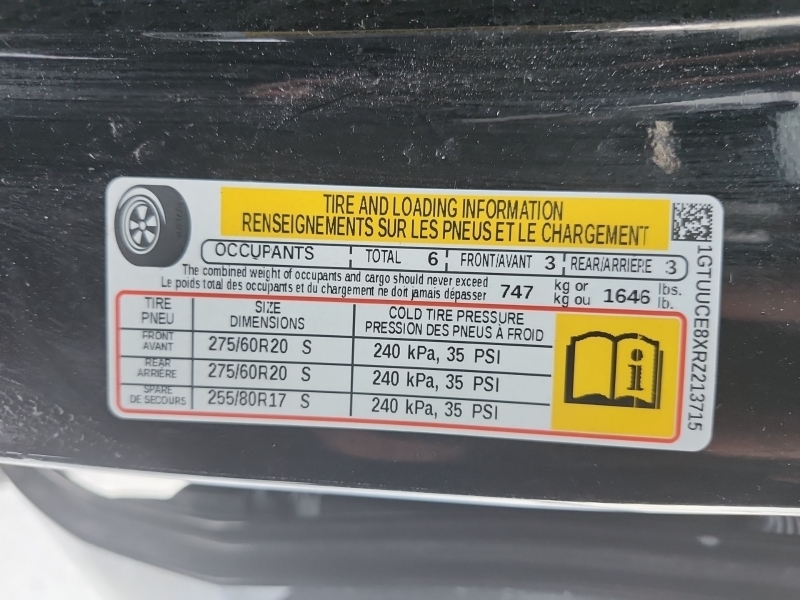 TIRE AND LOADING INFORMATION
RENSEIGNEMENTS SUR LES PNEUS ET LE CHARGEMENT
OCCUPANTS TOTAL 6 FRONT/AVANT 3 REAR/ARRIÈRE 3
The combined weight of occupants and cargo should never exceed 747 kg or 1646 lbs.
Le poids total des occupants et du chargement ne doit jamais dépasser kg ou lb.
TIRE SIZE COLD TIRE PRESSURE
PNEU DIMENSIONS PRESSION DES PNEUS À FROID
FRONT
AVANT 275/60R20 S 240 kPa, 35 PSI
REAR
ARRIÈRE 275/60R20 S 240 kPa, 35 PSI
SPARE
DE SECOURS 255/80R17 S 240 kPa, 35 PSI
1GTUUCE8XRZ213715